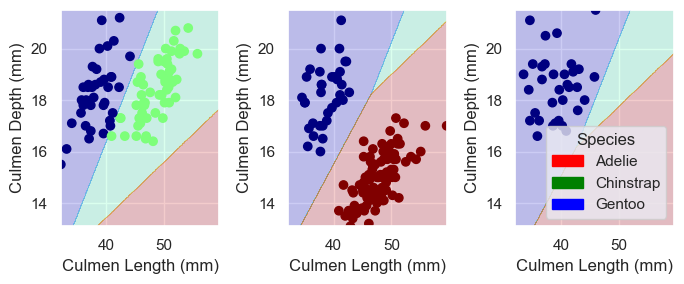 20
18
16
14
40
50
Culmen Depth (mm)
Culmen Length (mm)
20
18
16
14
40
50
Culmen Depth (mm)
Culmen Length (mm)
20
18
16
14
40
50
Culmen Depth (mm)
Culmen Length (mm)
Species
Adelie
Chinstrap
Gentoo